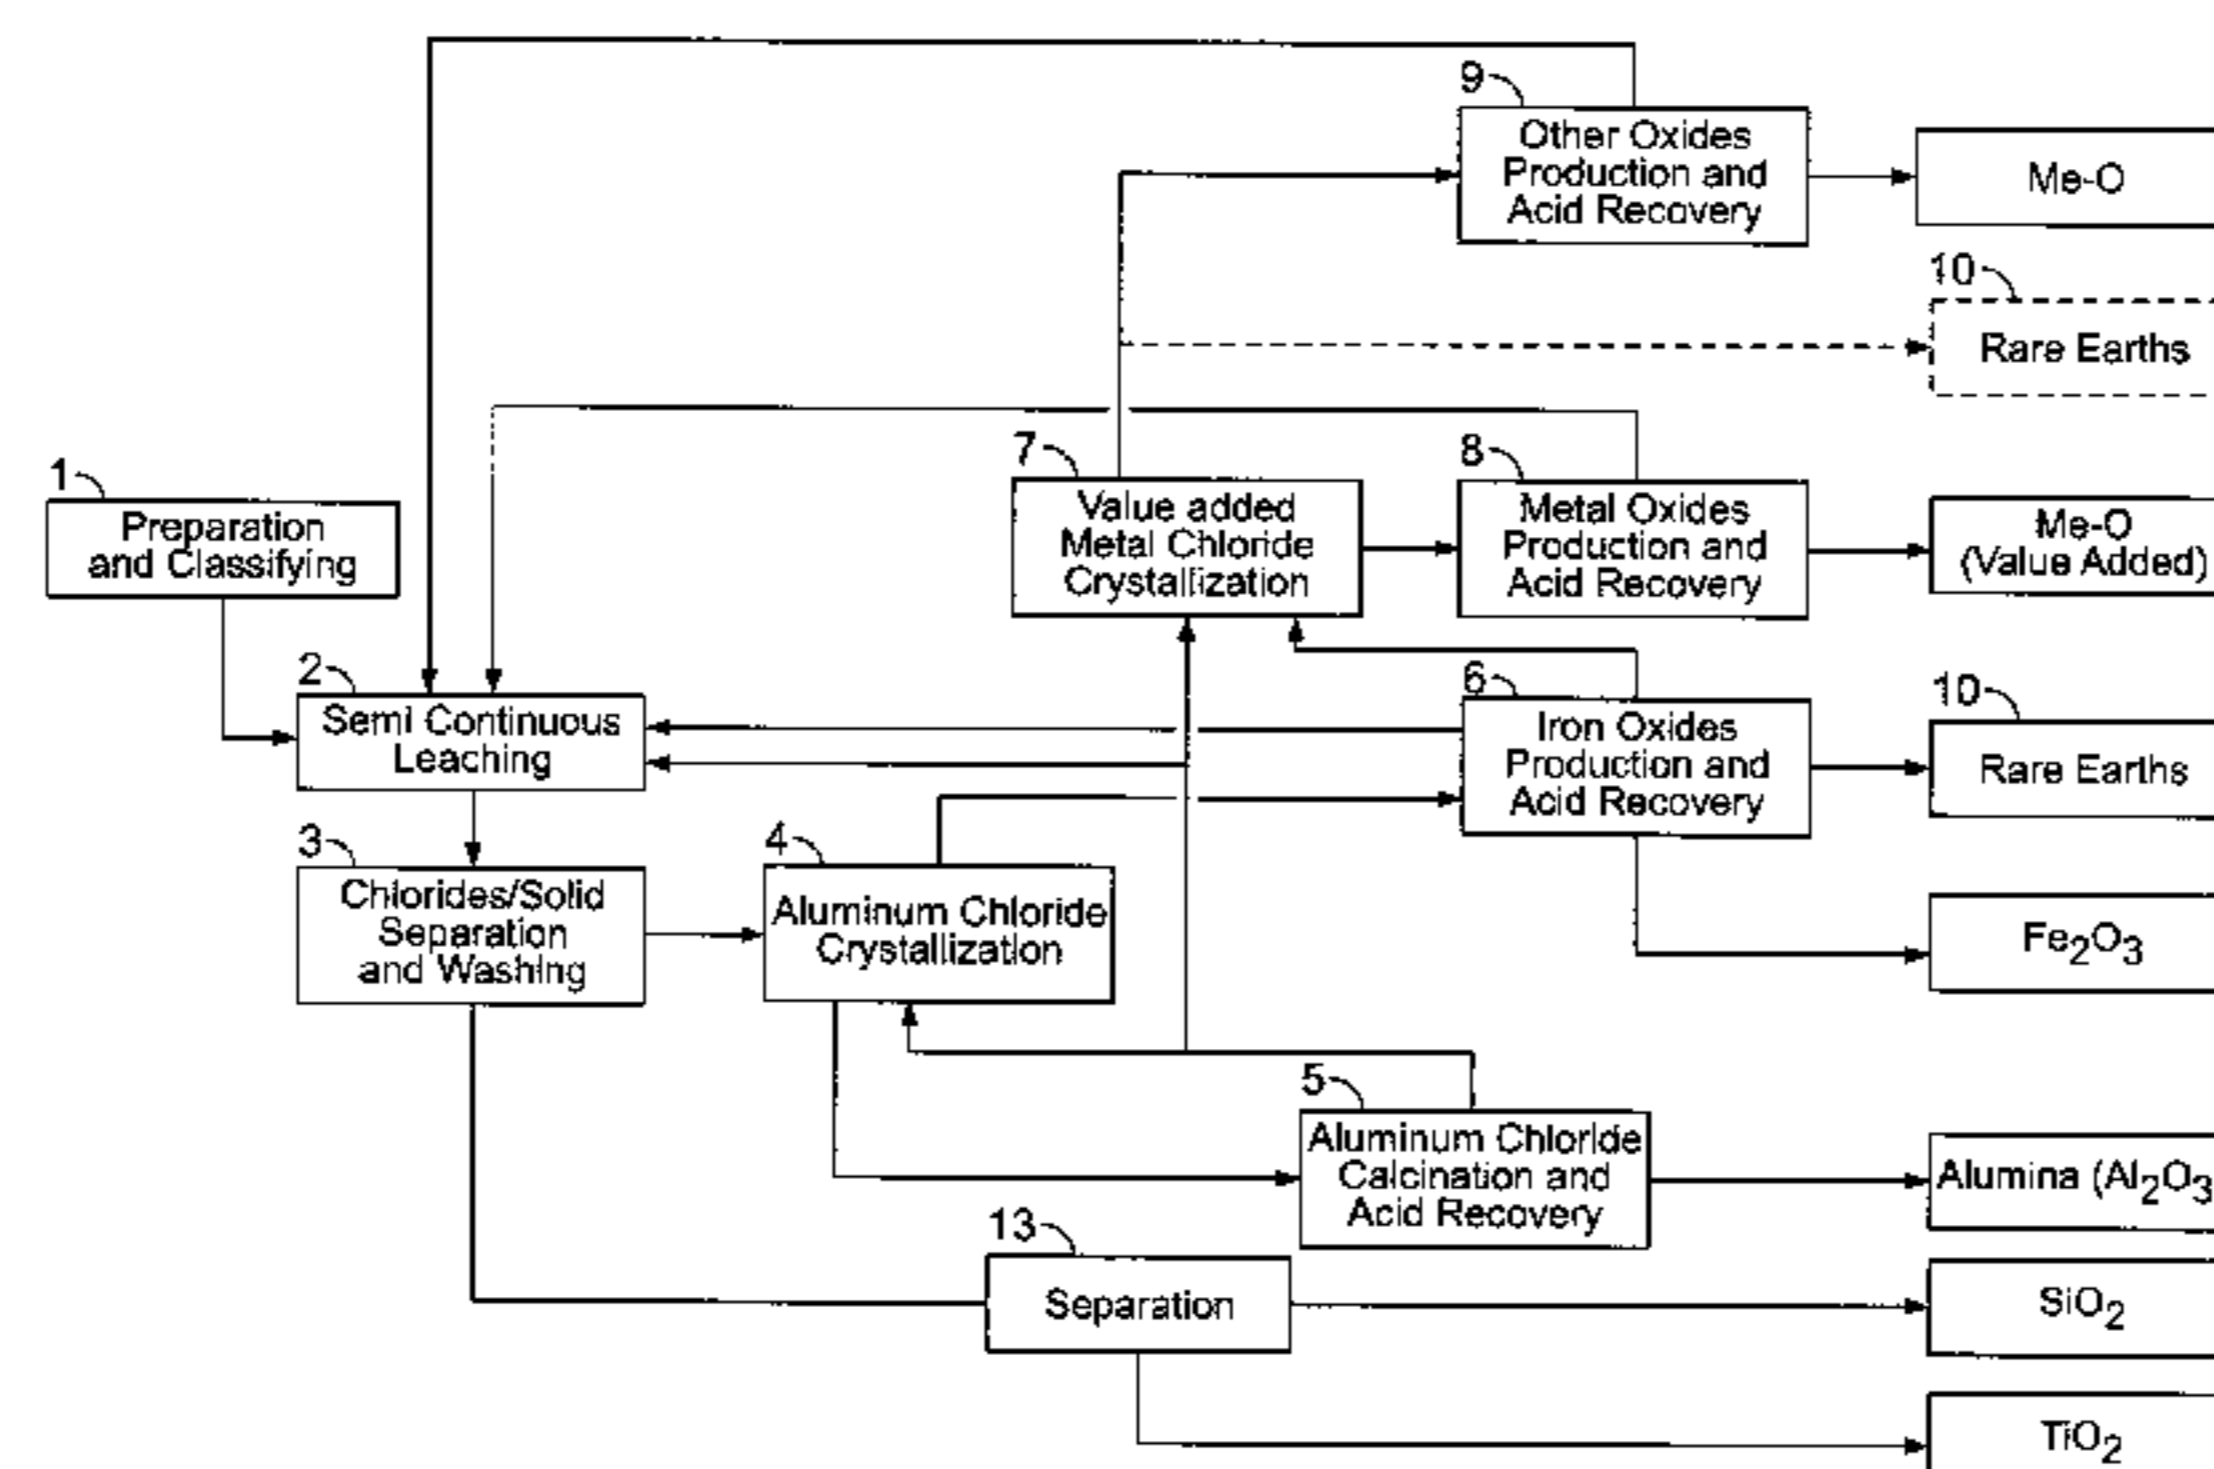 9
Other Oxides
Production and
Acid Recovery
Me-O
10
Rare Earths
7
Value added
Metal Chloride
Crystallization
8
Metal Oxides
Production and
Acid Recovery
Me-O
(Value Added)
1
Preparation
and Classifying
2
Semi Continuous
Leaching
6
Iron Oxides
Production and
Acid Recovery
10
Rare Earths
3
Chlorides/Solid
Separation
and Washing
4
Aluminum Chloride
Crystallization
Fe₂O₃
5
Aluminum Chloride
Calcination and
Acid Recovery
Alumina (Al₂O₃
13
Separation
SiO₂
TiO₂